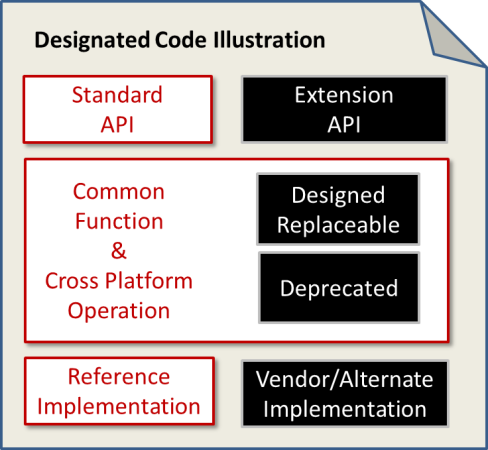 Designated Code Illustration
Standard
API
Extension
API
Common
Function
&
Cross Platform
Operation
Designed
Replaceable
Deprecated
Reference
Implementation
Vendor/Alternate
Implementation